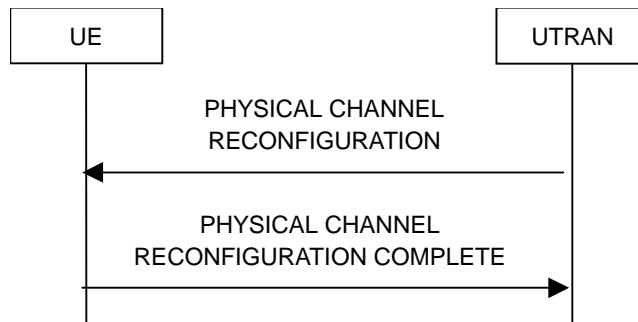 UE
UTRAN
PHYSICAL CHANNEL
RECONFIGURATION
PHYSICAL CHANNEL
RECONFIGURATION COMPLETE